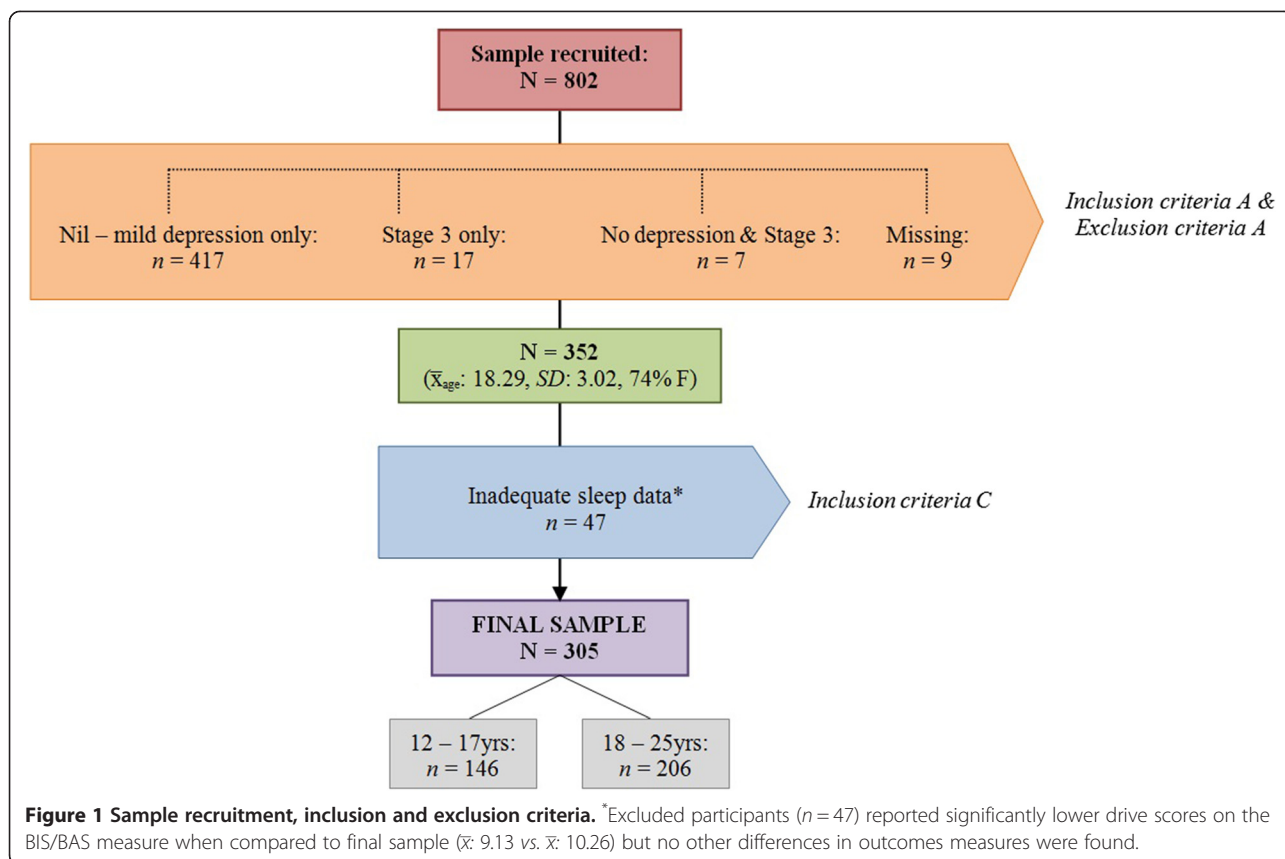 Sample recruited:
N = 802
Nil – mild depression only:
n = 417
Stage 3 only:
n = 17
No depression & Stage 3:
n = 7
Missing:
n = 9
Inclusion criteria A &
Exclusion criteria A
N = 352
(x̅age: 18.29, SD: 3.02, 74% F)
Inadequate sleep data*
n = 47
Inclusion criteria C
FINAL SAMPLE
N = 305
12 – 17yrs:
n = 146
18 – 25yrs:
n = 206
Figure 1 Sample recruitment, inclusion and exclusion criteria. *Excluded participants (n = 47) reported significantly lower drive scores on the
BIS/BAS measure when compared to final sample (x̅: 9.13 vs. x̅: 10.26) but no other differences in outcomes measures were found.